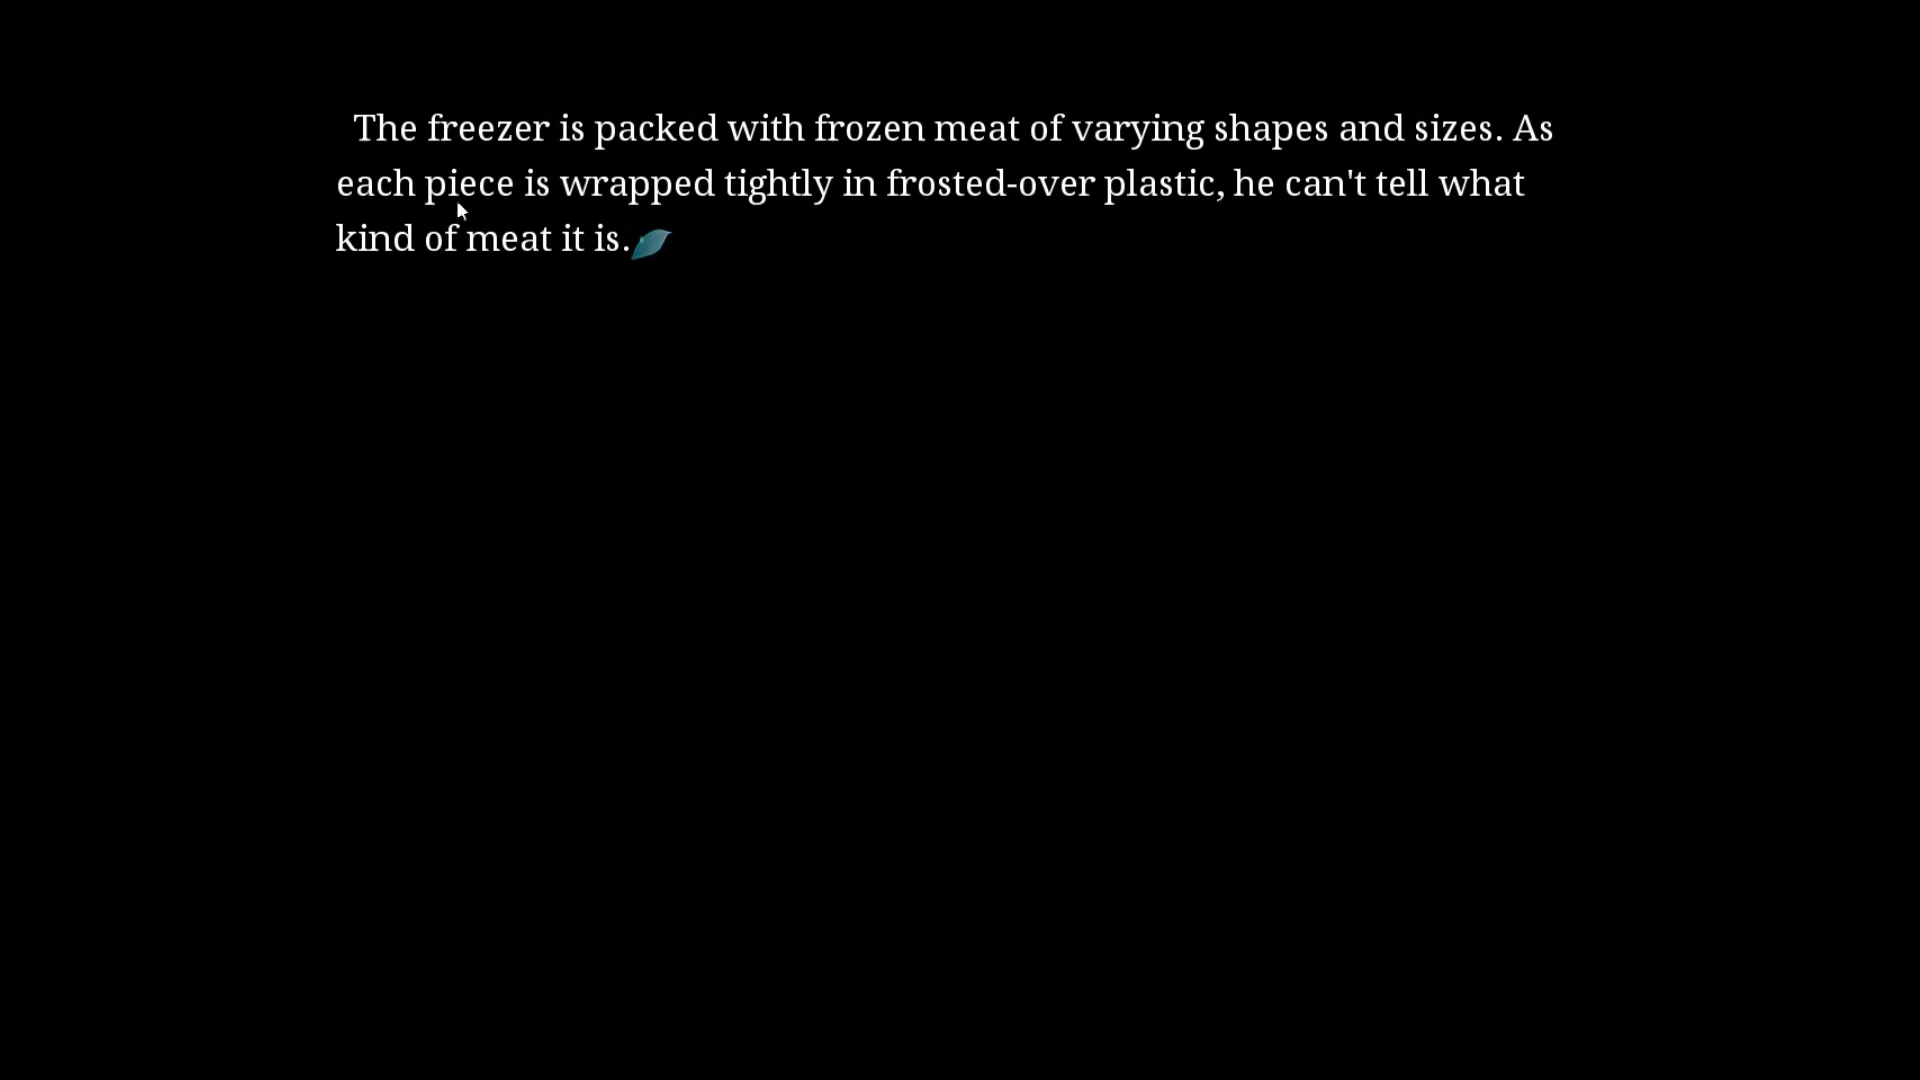 The freezer is packed with frozen meat of varying shapes and sizes. As
each piece is wrapped tightly in frosted-over plastic, he can't tell what
kind of meat it is.